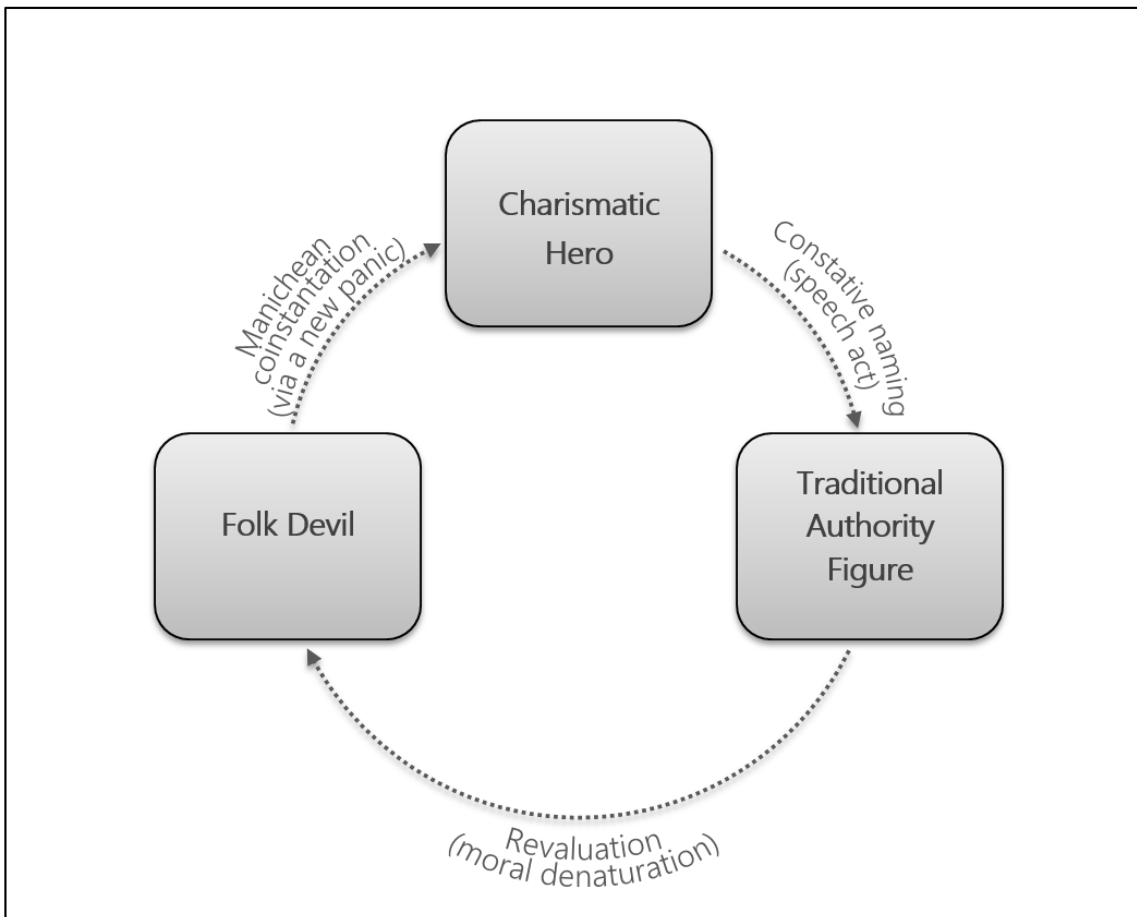 Charismatic
Hero
Constative naming
(speech act)
Manichean
coinstantation
(via a new panic)
Folk Devil
Traditional
Authority
Figure
Revaluation
(moral denaturation)